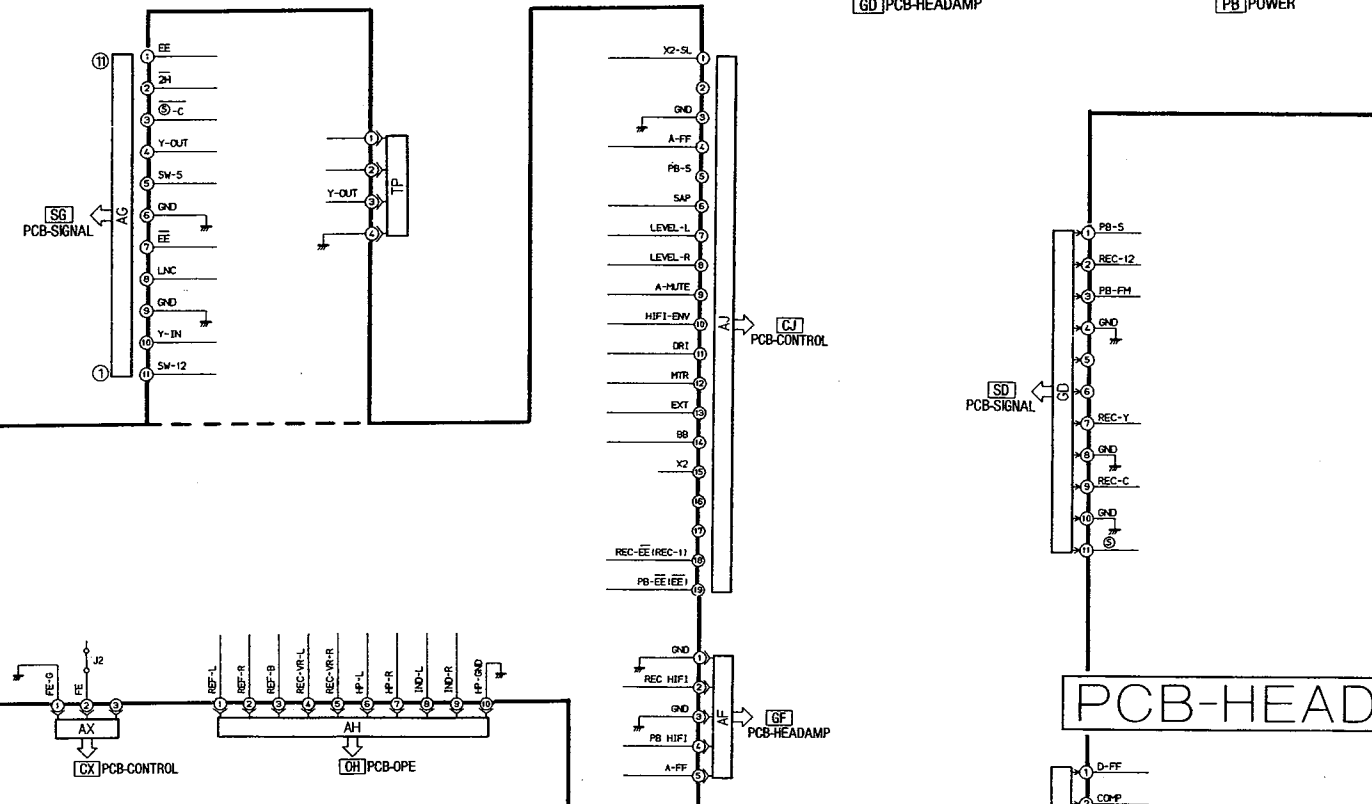 GD PCB-HEADAMP
PB POWER
11
1 EE
2 2H
3 S-C
4 Y-OUT
5 SW-5
6 GND
7 EE
8 LNC
9 GND
10 Y-IN
11 SW-12
1
AG
SG
PCB-SIGNAL
1
2
Y-OUT 3
4
TP
X2-SL 1
2
GND 3
A-FF 4
PB-5 5
SAP 6
LEVEL-L 7
LEVEL-R 8
A-MUTE 9
HIFI-ENV 10
DRI 11
MTR 12
EXT 13
BB 14
X2 15
16
17
REC-EE (REC-1) 18
PB-EE (EE) 19
AJ
CJ
PCB-CONTROL
1 PB-5
2 REC-12
3 PB-FM
4 GND
5
6
7 REC-Y
8 GND
9 REC-C
10 GND
11 S
GD
SD
PCB-SIGNAL
FE-G
FE
J2
1 2 3
AX
CX PCB-CONTROL
REF-L
REF-R
REF-B
REC-VR-L
REC-VR-R
HP-L
HP-R
IND-L
IND-R
HP-GND
1 2 3 4 5 6 7 8 9 10
AH
OH PCB-OPE
GND 1
REC HIFI 2
GND 3
PB HIFI 4
A-FF 5
AF
GF
PCB-HEADAMP
PCB-HEAD
1 D-FF
2 COMP